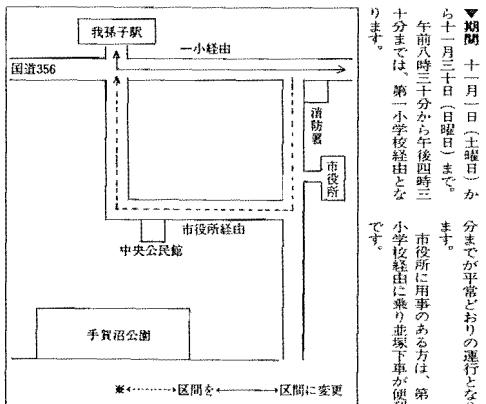 ▼期間 十一月一日(土曜日)か
ら十一月三十日(日曜日)まで。
午前八時三十分から午後四時三
十分までは、第一小学校経由とな
ります。
分までが平常どおりの運行となり
ます。
市役所に用事のある方は、第一
小学校経由に乗り並塚下車が便利
です。
我孫子駅
一小経由
国道356
消防署
市役所
市役所経由
中央公民館
手賀沼公園
※←------→区間を←——→区間に変更